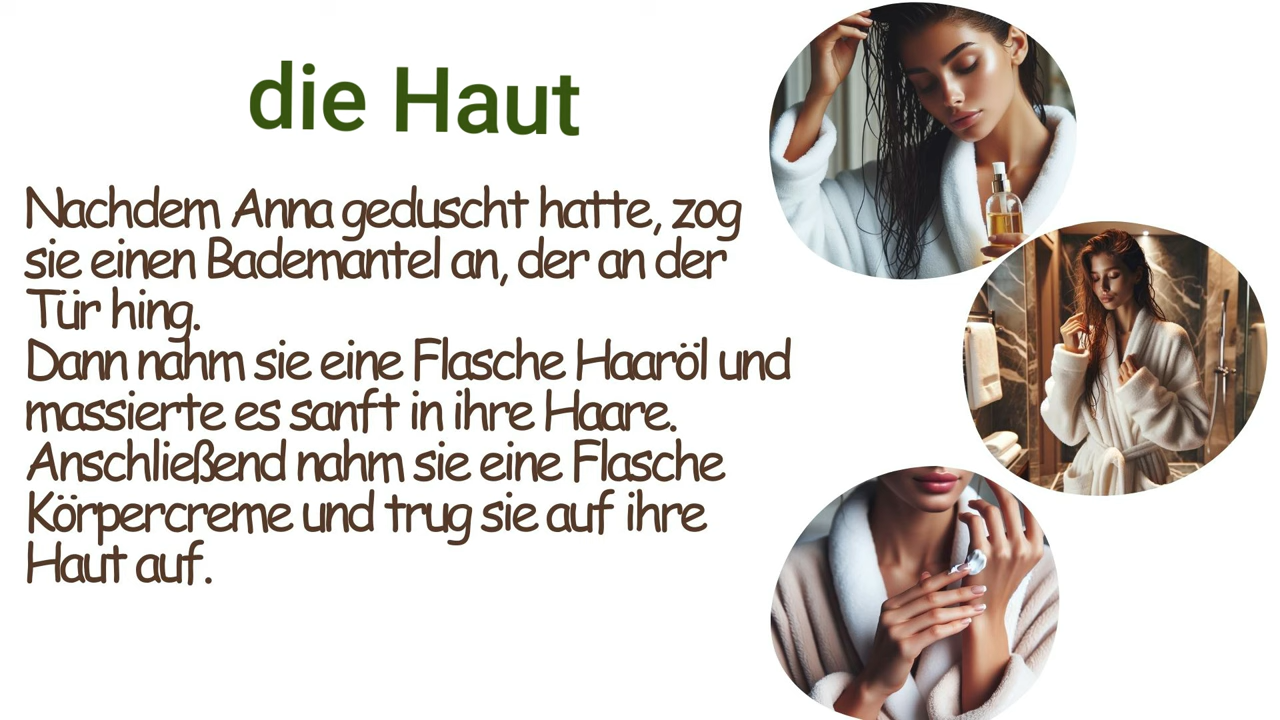 die Haut
Nachdem Anna geduscht hatte, zog
sie einen Bademantel an, der an der
Tür hing.
Dann nahm sie eine Flasche Haaröl und
massierte es sanft in ihre Haare.
Anschließend nahm sie eine Flasche
Körpercreme und trug sie auf ihre
Haut auf.